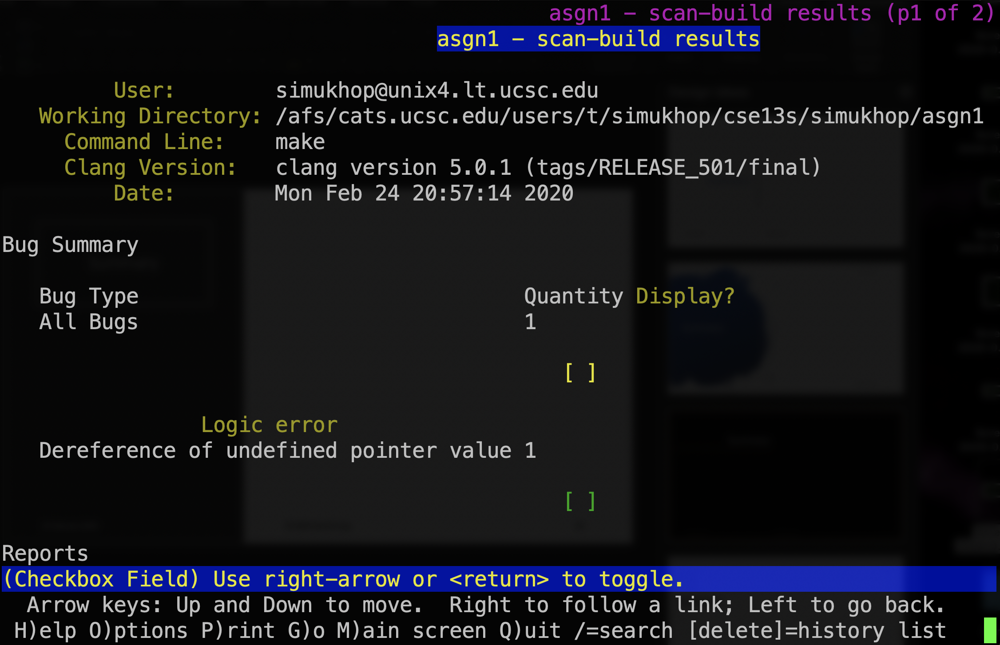 asgn1 - scan-build results (p1 of 2)
asgn1 - scan-build results
User: simukhop@unix4.lt.ucsc.edu
Working Directory: /afs/cats.ucsc.edu/users/t/simukhop/cse13s/simukhop/asgn1
Command Line: make
Clang Version: clang version 5.0.1 (tags/RELEASE_501/final)
Date: Mon Feb 24 20:57:14 2020
Bug Summary
Bug Type Quantity Display?
All Bugs 1
[ ]
Logic error
Dereference of undefined pointer value 1
[ ]
Reports
(Checkbox Field) Use right-arrow or <return> to toggle.
Arrow keys: Up and Down to move. Right to follow a link; Left to go back.
H)elp O)ptions P)rint G)o M)ain screen Q)uit /=search [delete]=history list